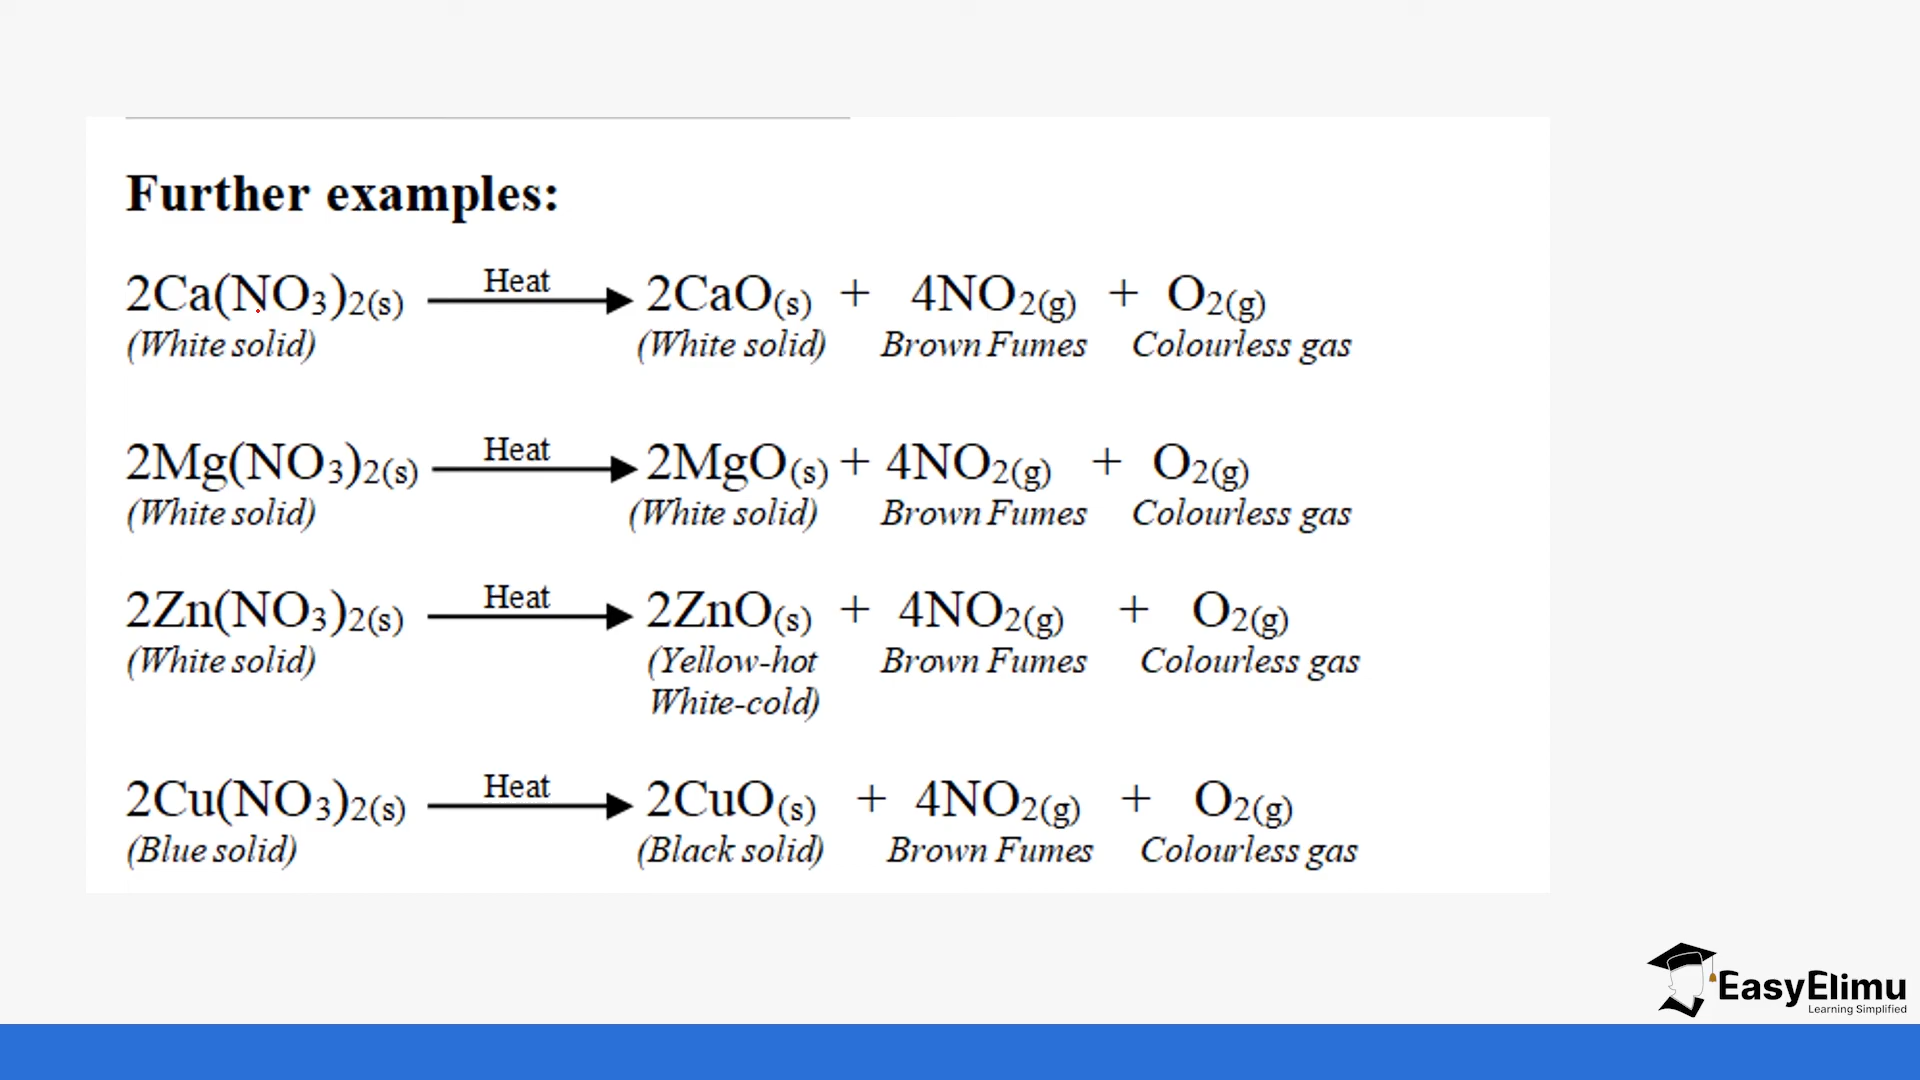 Further examples:
Heat
2Ca(NO3)2(s) 2CaO(s) + 4NO2(g) + O2(g)
(White solid) (White solid) Brown Fumes Colourless gas
Heat
2Mg(NO3)2(s) 2MgO(s) + 4NO2(g) + O2(g)
(White solid) (White solid) Brown Fumes Colourless gas
Heat
2Zn(NO3)2(s) 2ZnO(s) + 4NO2(g) + O2(g)
(White solid) (Yellow-hot Brown Fumes Colourless gas
White-cold)
Heat
2Cu(NO3)2(s) 2CuO(s) + 4NO2(g) + O2(g)
(Blue solid) (Black solid) Brown Fumes Colourless gas
EasyElimu
Learning Simplified